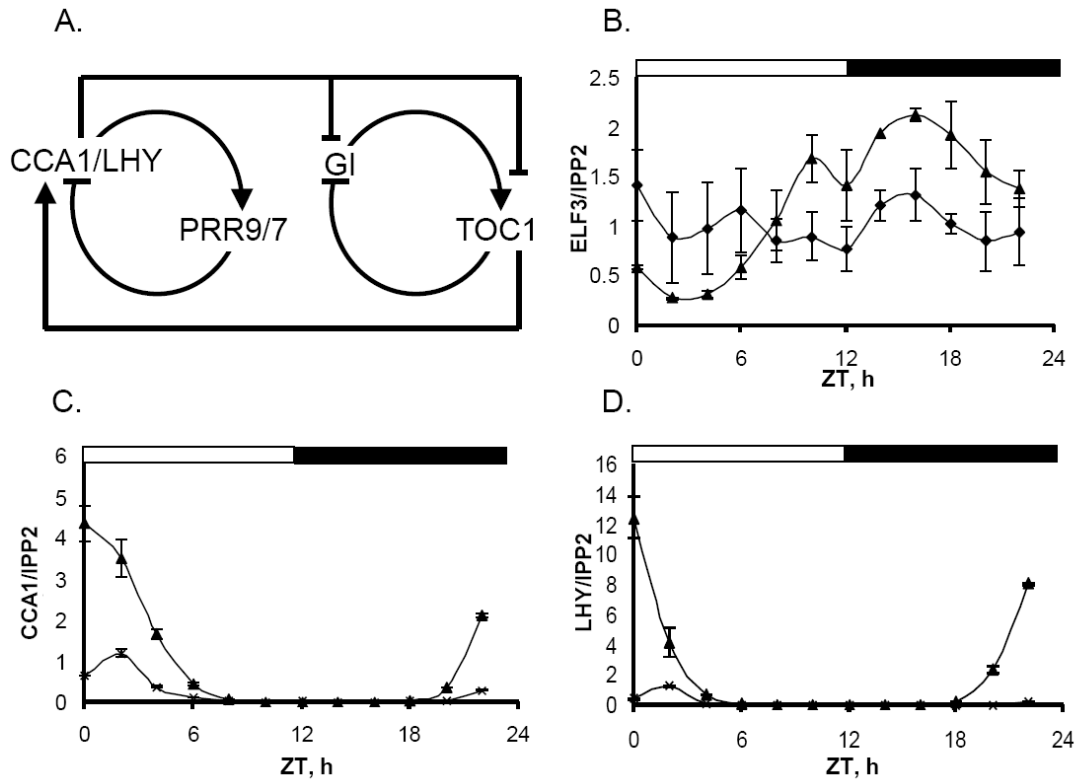 A.
CCA1/LHY
PRR9/7
GI
TOC1
B.
ELF3/IPP2
2.5
2
1.5
1
0.5
0
0 6 12 18 24
ZT, h
C.
CCA1/IPP2
6
5
4
3
2
1
0
0 6 12 18 24
ZT, h
D.
LHY/IPP2
16
14
12
10
8
6
4
2
0
0 6 12 18 24
ZT, h